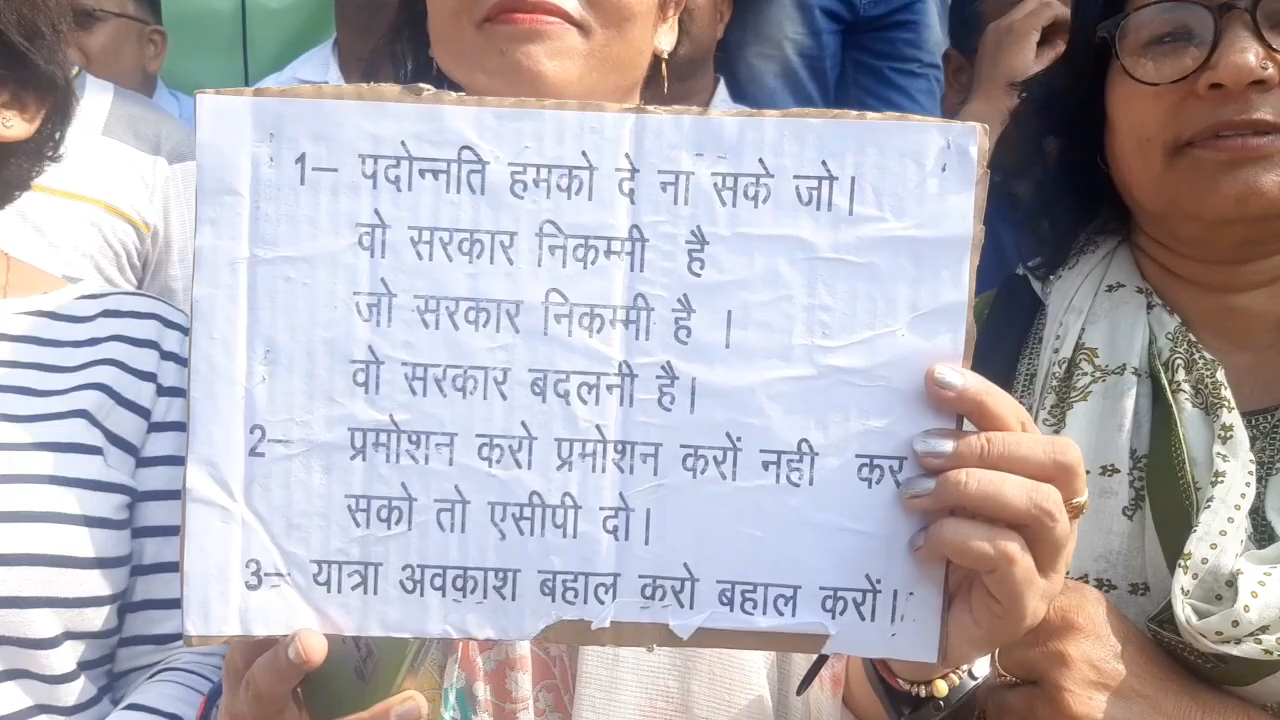 1– पदोन्नति हमको दे ना सके जो।
वो सरकार निकम्मी है
जो सरकार निकम्मी है ।
वो सरकार बदलनी है।
2– प्रमोशन करो प्रमोशन करों नही कर
सको तो एसीपी दो।
3– यात्रा अवकाश बहाल करो बहाल करों।